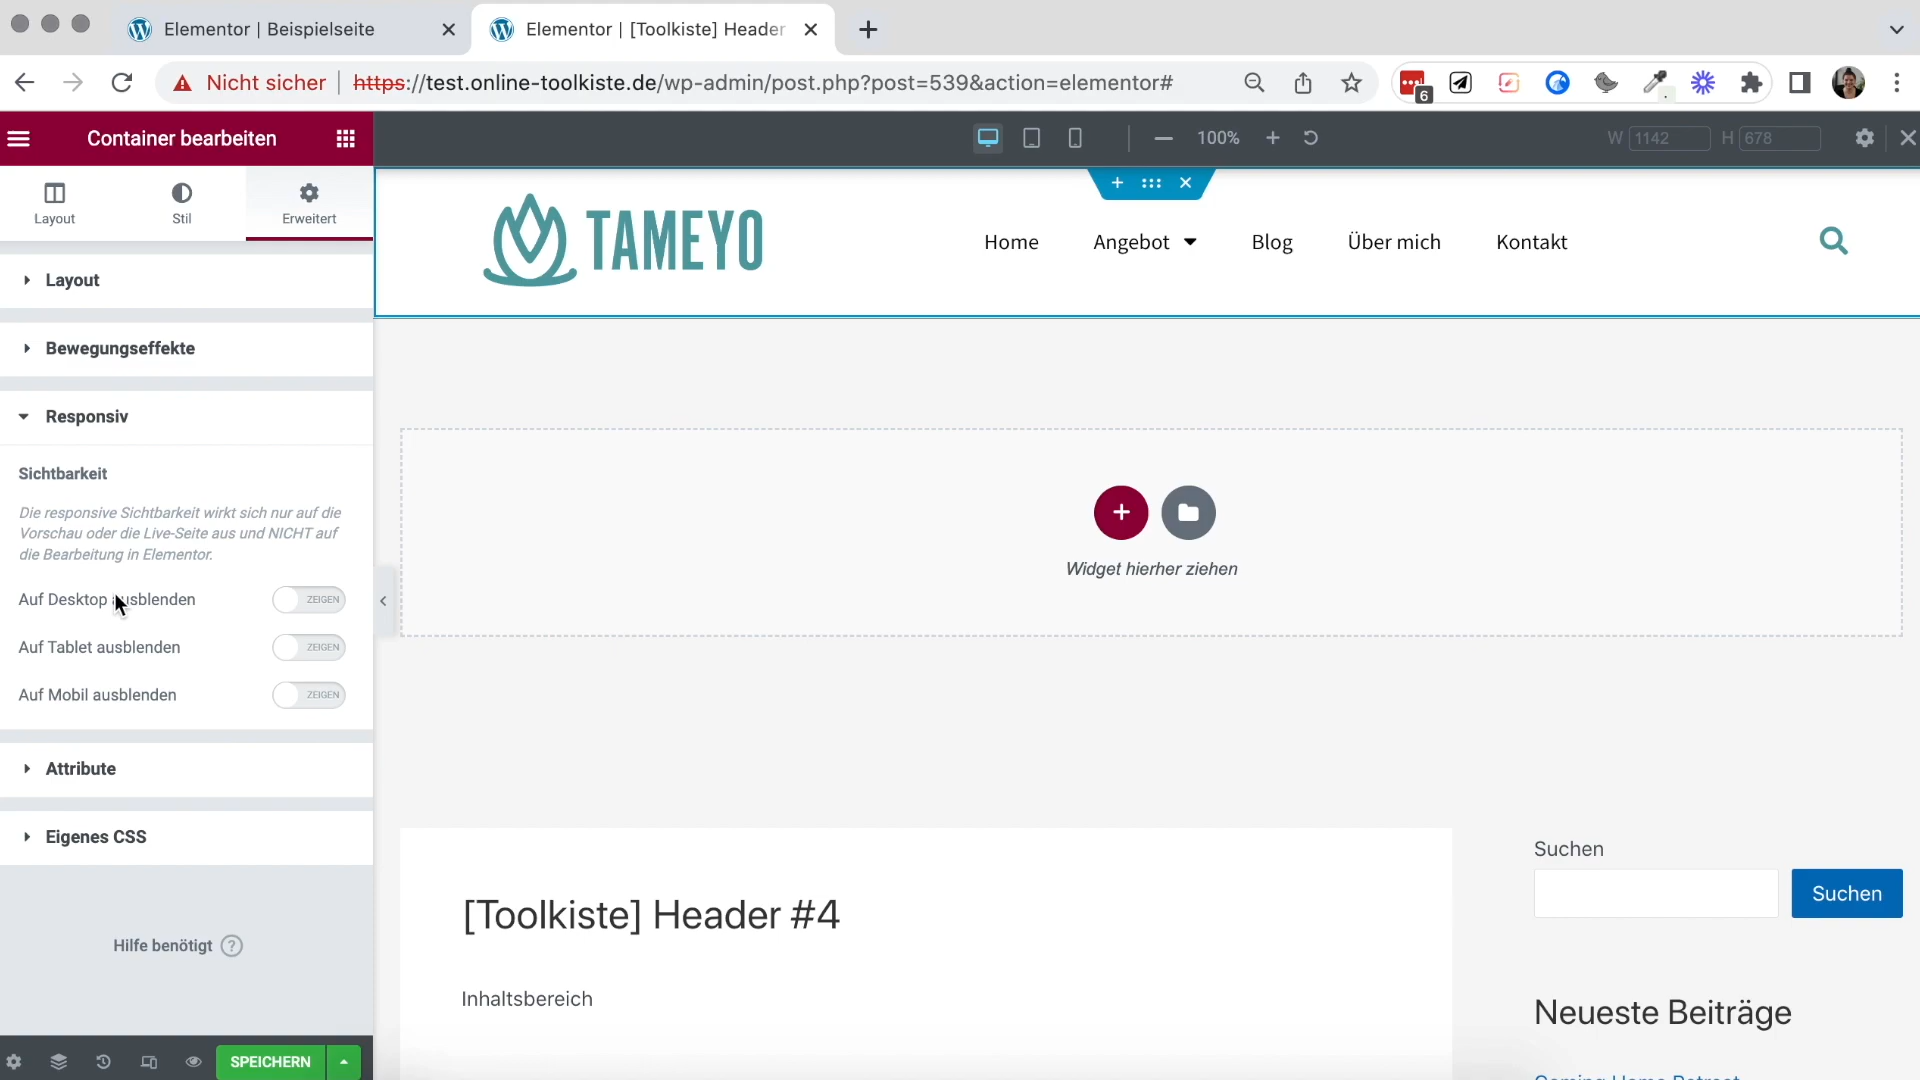 Elementor | Beispielseite
Elementor | [Toolkiste] Header
Nicht sicher
https://test.online-toolkiste.de/wp-admin/post.php?post=539&action=elementor#
6
Container bearbeiten
100%
W 1142
H 678
Layout
Stil
Erweitert
TAMEYO
Home
Angebot
Blog
Über mich
Kontakt
Layout
Bewegungseffekte
Responsiv
Sichtbarkeit
Die responsive Sichtbarkeit wirkt sich nur auf die
Vorschau oder die Live-Seite aus und NICHT auf
die Bearbeitung in Elementor.
Auf Desktop ausblenden
ZEIGEN
Auf Tablet ausblenden
ZEIGEN
Auf Mobil ausblenden
ZEIGEN
Attribute
Eigenes CSS
Hilfe benötigt ?
SPEICHERN
Widget hierher ziehen
[Toolkiste] Header #4
Inhaltsbereich
Suchen
Suchen
Neueste Beiträge
Coming Home Retreat